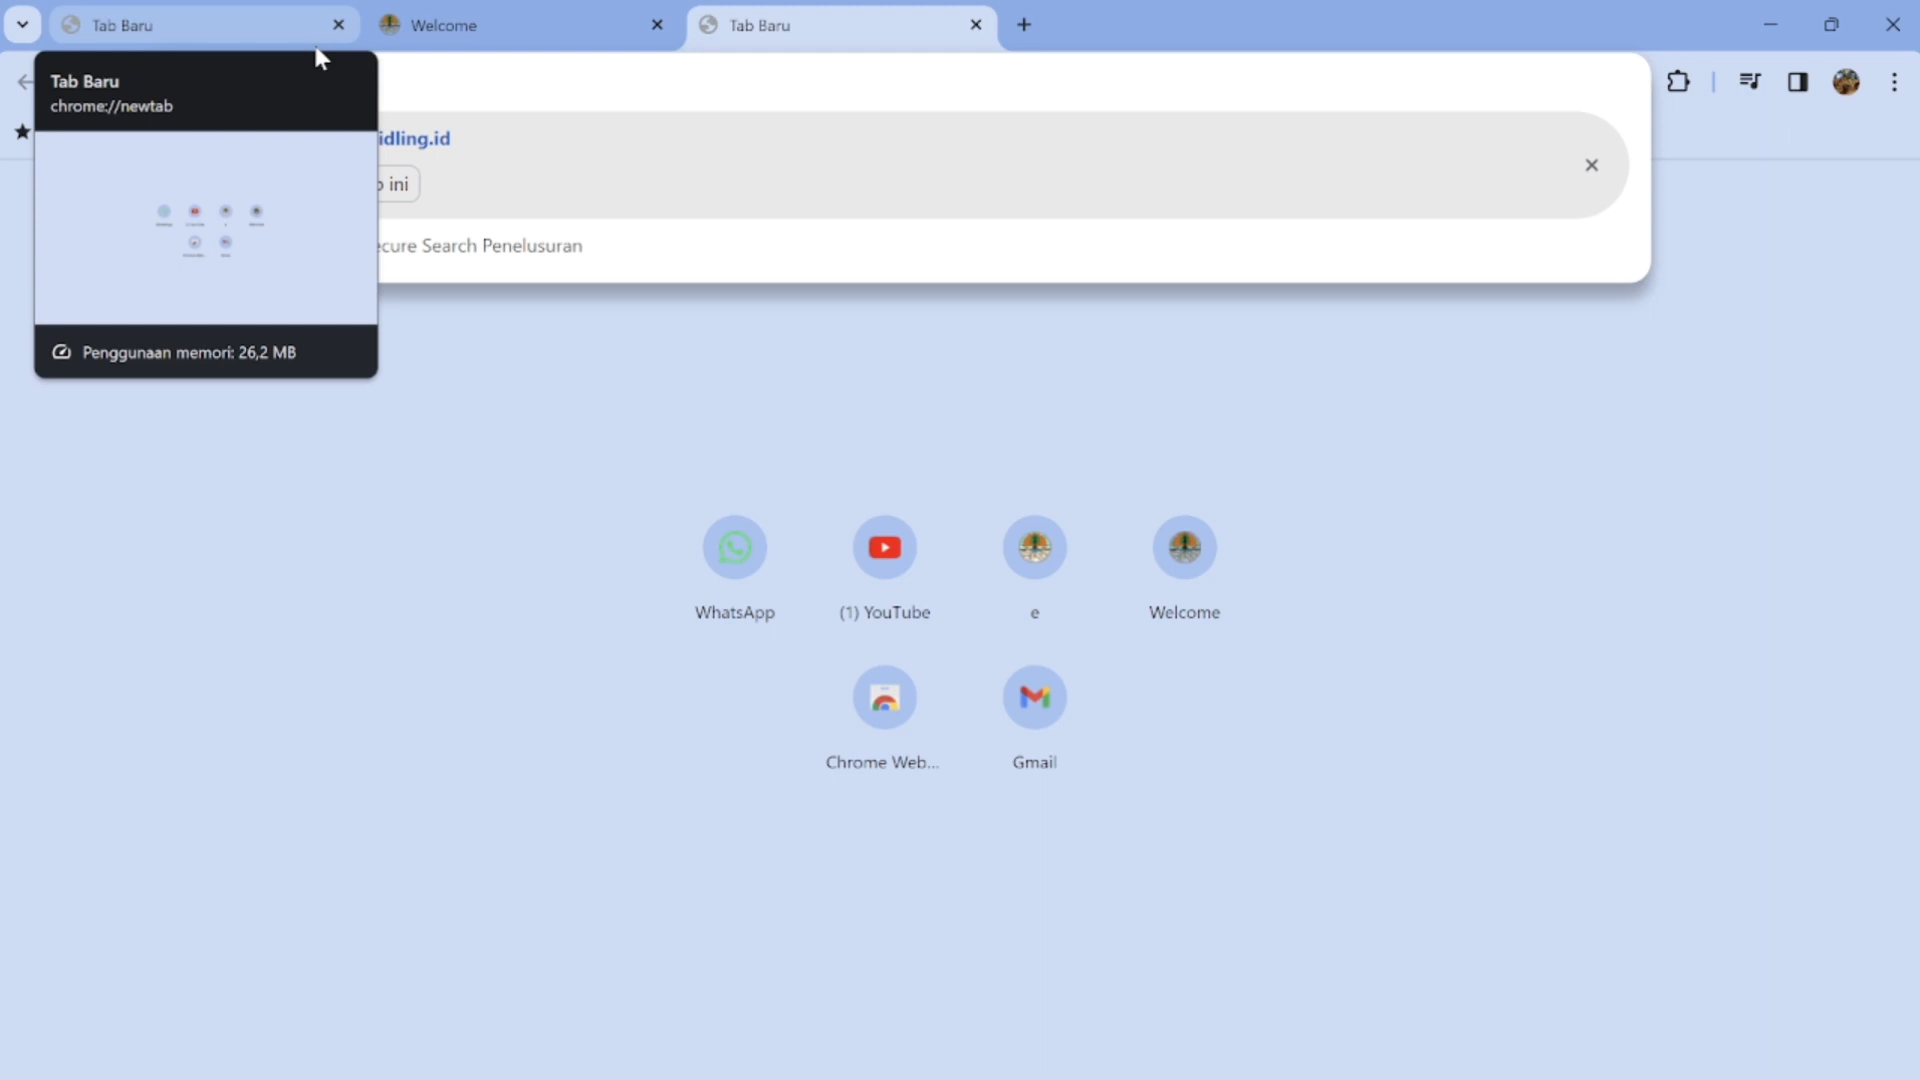 Tab Baru
Welcome
Tab Baru
Tab Baru
chrome://newtab
idling.id
ini
ecure Search Penelusuran
Penggunaan memori: 26,2 MB
WhatsApp
(1) YouTube
e
Welcome
Chrome Web...
Gmail